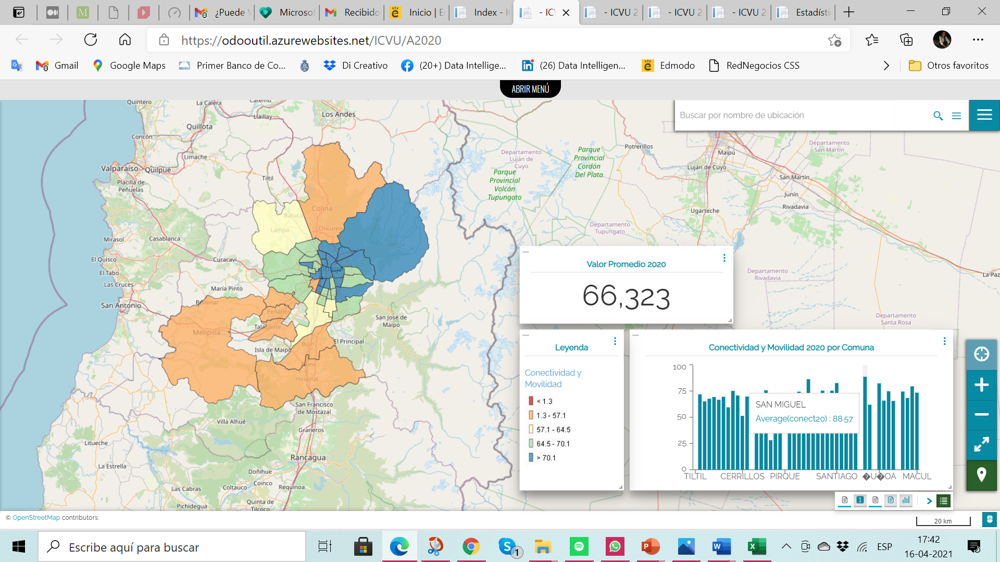 ¿Puede
Microsof
Recibido
Inicio | E
Index - I
- IC
- ICVU 2
- ICVU 2
- ICVU 2
Estadísti
https://odooutil.azurewebsites.net/ICVU/A2020
Gmail
Google Maps
Primer Banco de Co...
Di Creativo
(20+) Data Intellige...
(26) Data Intelligen...
Edmodo
RedNegocios CSS
Otros favoritos
ABRIR MENÚ
Buscar por nombre de ubicación
Quintero
La Calera
Catemu
Llaillay
Los Andes
Quillota
Concón
Limache
Valparaíso
Quilpué
Placilla de
Peñuelas
Tiltil
Colina
Batuco
Lampa
Chicureo
Mirasol
Casablanca
El Quisco
Curacaví
El Tabo
Las Cruces
María Pinto
San Antonio
Bollenar
Peñaflor
Melipilla
Talagante
Isla de Maipo
Buin
El Principal
San José de
Maipo
Paine
Hospital
San Francisco
de Mostazal
Villa Alhué
Graneros
Litueche
Rancagua
La Estrella
Doñihue
Coinco
Coltauco
Requínoa
Las Cabras
Pichidegua
Quinta de
Tilcoco
Departamento
Luján de
Cuyo
Parque
Provincial
Cordón
Del Plata
Parque
Provincial
Volcán
Tupungato
Potrerillos
Maipú
Departamento
San Martín
Luján de Cuyo
San Martín
Junín
Rivadavia
Ugarteche
Departamento
Tupungato
Departamento
Rivadavia
La Paz
Departamento
Santa Rosa
Valor Promedio 2020
66,323
Leyenda
Conectividad y
Movilidad
< 1.3
1.3 - 57.1
57.1 - 64.5
64.5 - 70.1
> 70.1
Conectividad y Movilidad 2020 por Comuna
100
75
50
25
0
SAN MIGUEL
Average(conect20) : 88.57
TILTIL CERRILLOS PIRQUE SANTIAGO �U�OA MACUL
1
© OpenStreetMap contributors.
20 km
Escribe aquí para buscar
1
ESP
17:42
16-04-2021